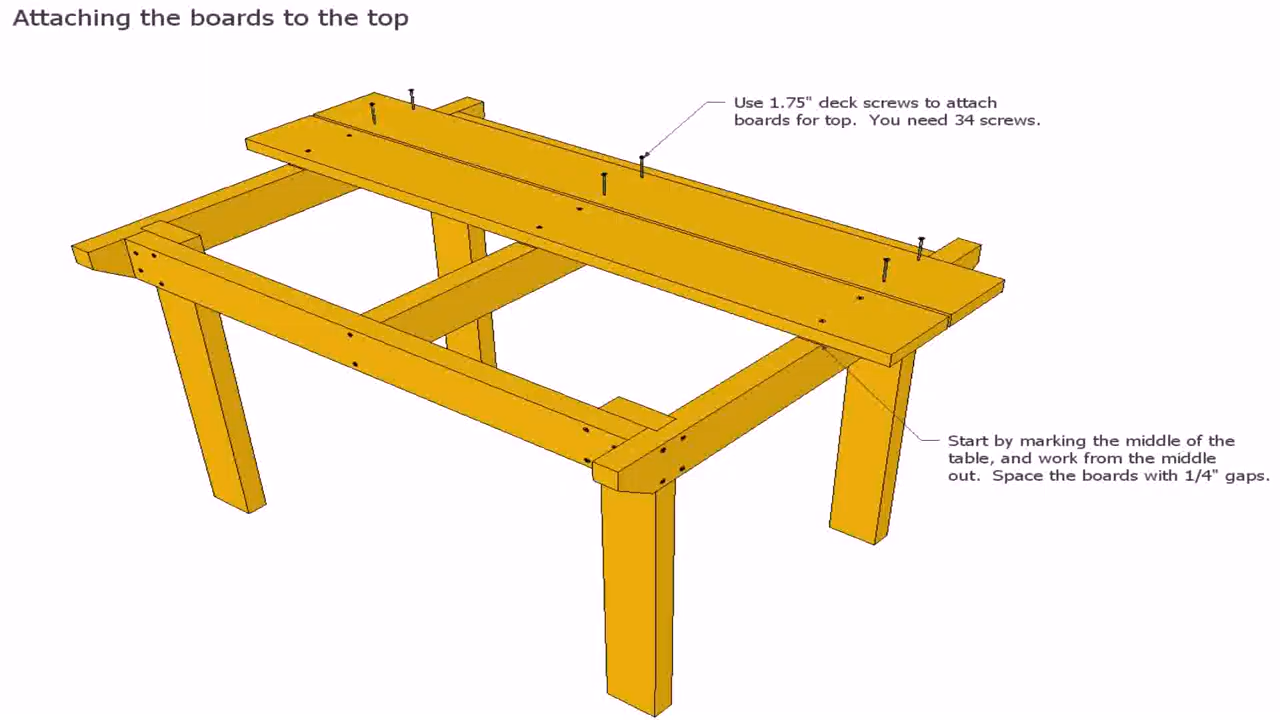 Attaching the boards to the top
Use 1.75" deck screws to attach
boards for top.  You need 34 screws.
Start by marking the middle of the
table, and work from the middle
out.  Space the boards with 1/4" gaps.